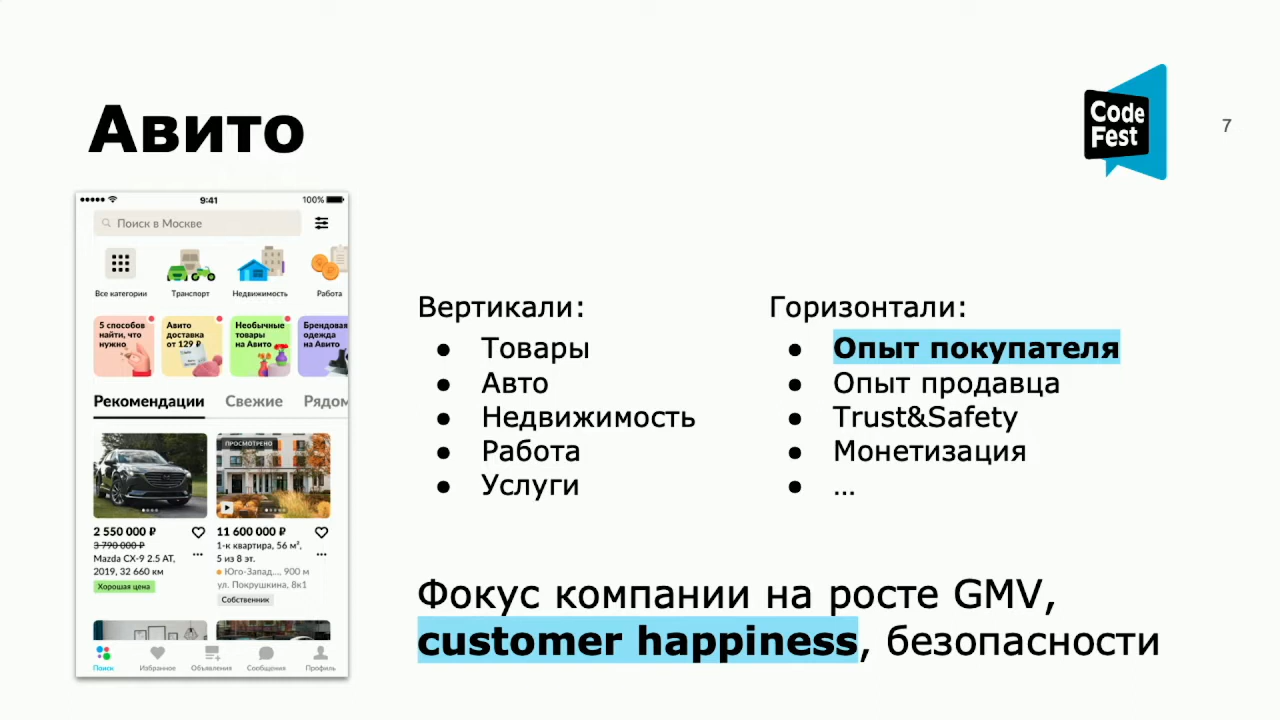 Авито
Code
Fest
7
9:41
100%
Поиск в Москве
Все категории
Транспорт
Недвижимость
Работа
5 способов
найти, что
нужно
Авито
доставка
от 129 ₽
Необычные
товары
на Авито
Брендовая
одежда
на Авито
Рекомендации
Свежие
Рядом
ПРОСМОТРЕНО
2 550 000 ₽
3 790 000 ₽
Mazda CX-9 2.5 AT,
2019, 32 660 км
Хорошая цена
11 600 000 ₽
1-к квартира, 56 м²,
5 из 8 эт.
Юго-Запад..., 900 м
ул. Покрушкина, 8к1
Собственник
Поиск
Избранное
Объявления
Сообщения
Профиль
Вертикали:
● Товары
● Авто
● Недвижимость
● Работа
● Услуги
Горизонтали:
● Опыт покупателя
● Опыт продавца
● Trust&Safety
● Монетизация
● ...
Фокус компании на росте GMV,
customer happiness, безопасности